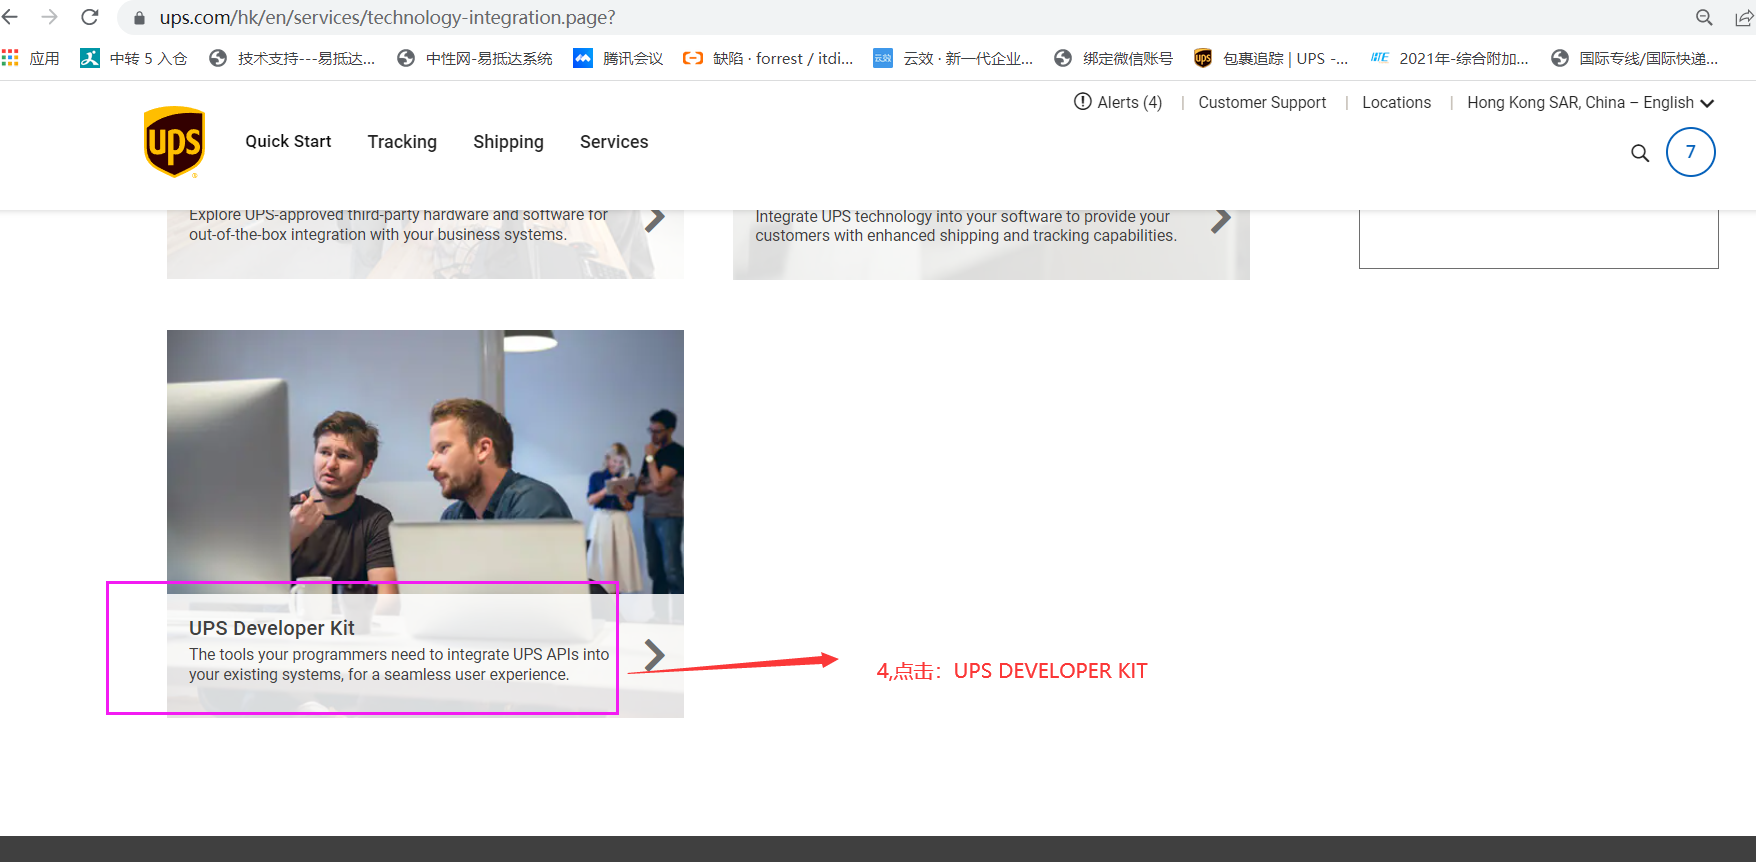 ups.com/hk/en/services/technology-integration.page?
应用
中转 5 入仓
技术支持---易抵达...
中性网-易抵达系统
腾讯会议
缺陷 · forrest / itdi...
云效
云效 · 新一代企业...
绑定微信账号
ups
包裹追踪 | UPS -...
2021年-综合附加...
国际专线/国际快递...
Alerts (4)
Customer Support
Locations
Hong Kong SAR, China – English
ups
Quick Start
Tracking
Shipping
Services
7
Explore UPS-approved third-party hardware and software for
out-of-the-box integration with your business systems.
Integrate UPS technology into your software to provide your
customers with enhanced shipping and tracking capabilities.
UPS Developer Kit
The tools your programmers need to integrate UPS APIs into
your existing systems, for a seamless user experience.
4,点击：UPS DEVELOPER KIT